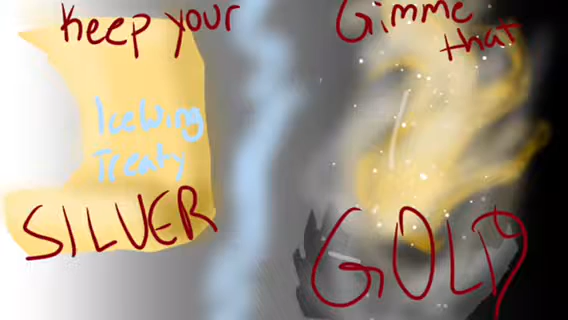 Keep your
IceWing
Treaty
SILVER
Gimme
that
GOLD